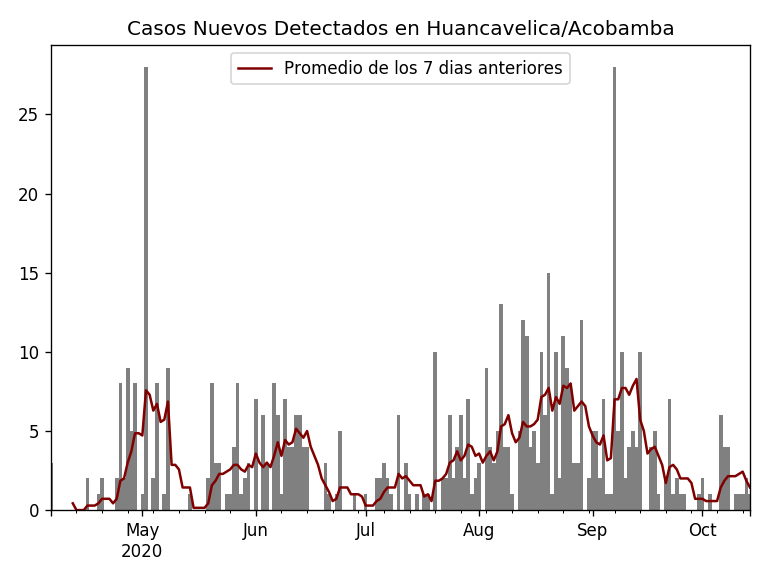 Casos Nuevos Detectados en Huancavelica/Acobamba
Promedio de los 7 dias anteriores
25
20
15
10
5
0
May Jun Jul Aug Sep Oct
2020